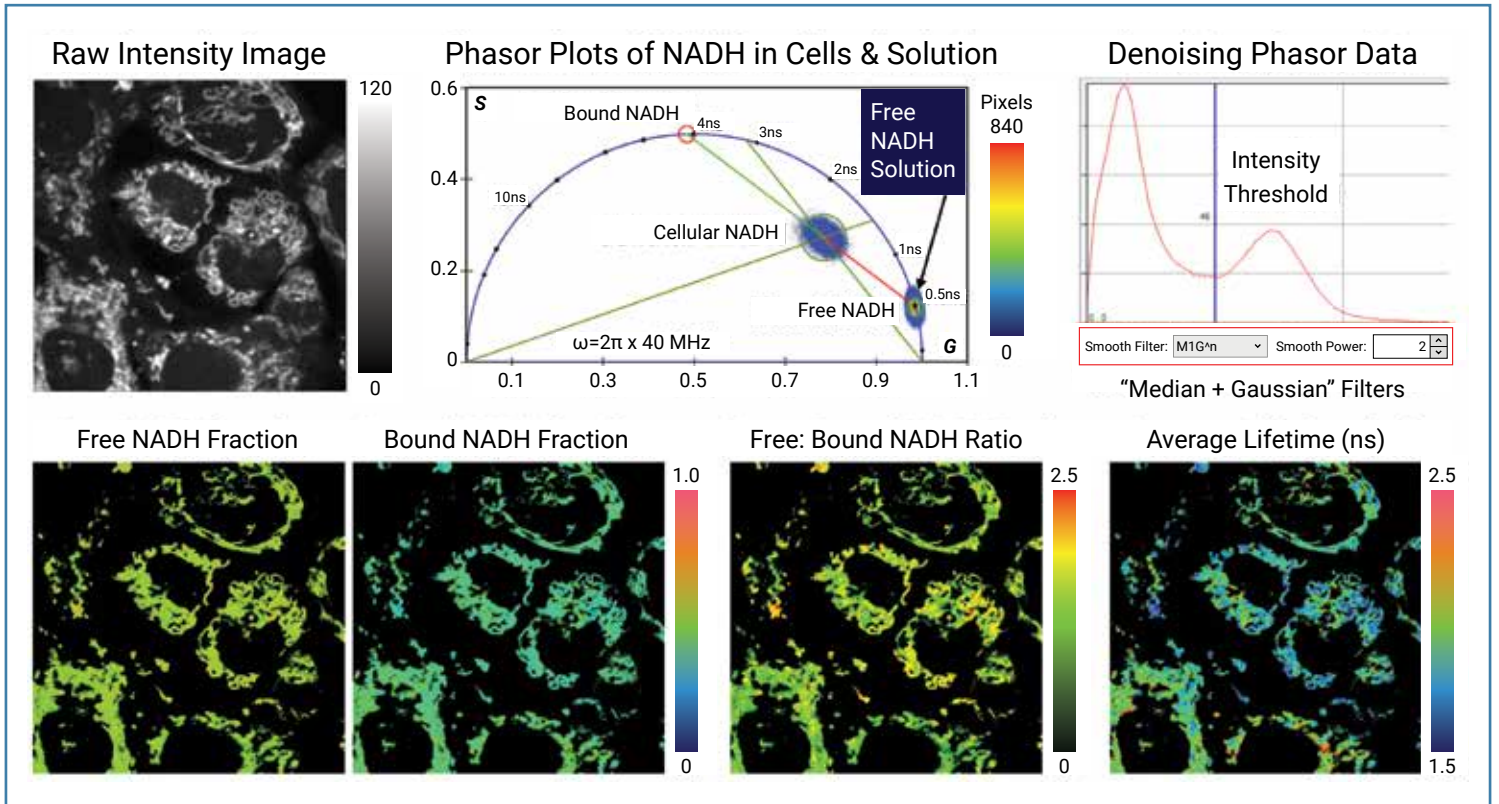 Raw Intensity Image
120
0
Phasor Plots of NADH in Cells & Solution
0.6
0.4
0.2
0
S
Bound NADH
4ns
3ns
2ns
10ns
1ns
0.5ns
Cellular NADH
Free NADH
Free
NADH
Solution
ω=2π x 40 MHz
G
0.1
0.3
0.5
0.7
0.9
1.1
Pixels
840
0
Denoising Phasor Data
Intensity
Threshold
Smooth Filter: M1G^n Smooth Power: 2
“Median + Gaussian” Filters
Free NADH Fraction
Bound NADH Fraction
1.0
0
Free: Bound NADH Ratio
2.5
0
Average Lifetime (ns)
2.5
1.5